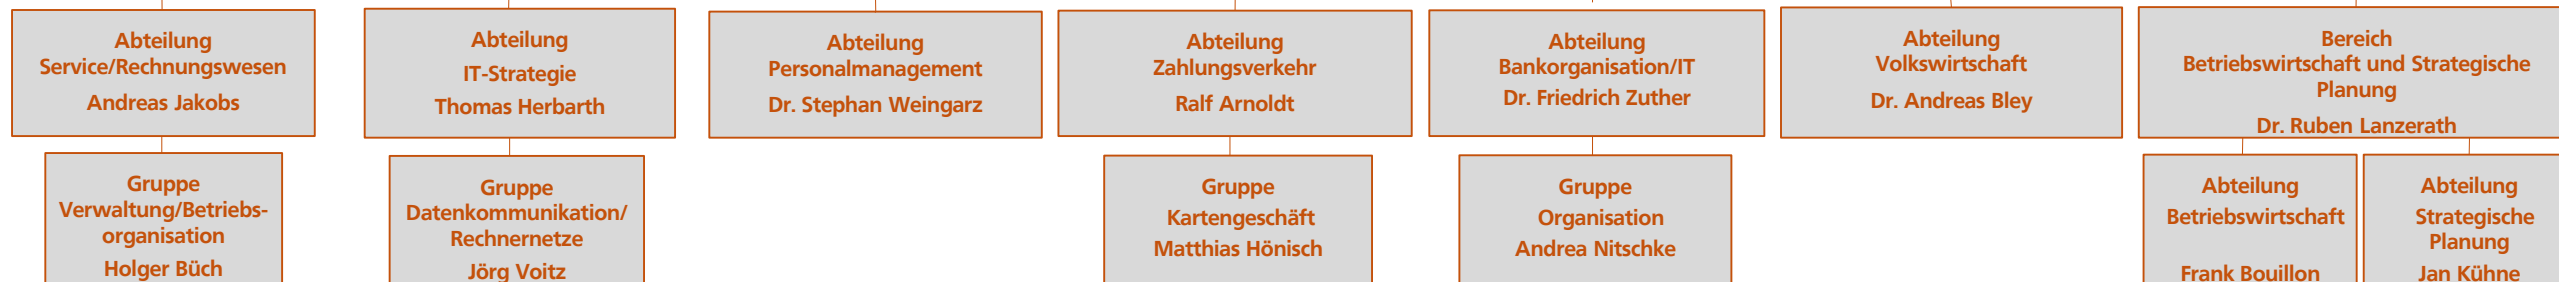 Abteilung
Service/Rechnungswesen
Andreas Jakobs
Abteilung
IT-Strategie
Thomas Herbarth
Abteilung
Personalmanagement
Dr. Stephan Weingarz
Abteilung
Zahlungsverkehr
Ralf Arnoldt
Abteilung
Bankorganisation/IT
Dr. Friedrich Zuther
Abteilung
Volkswirtschaft
Dr. Andreas Bley
Bereich
Betriebswirtschaft und Strategische
Planung
Dr. Ruben Lanzerath
Gruppe
Verwaltung/Betriebs-
organisation
Holger Büch
Gruppe
Datenkommunikation/
Rechnernetze
Jörg Voitz
Gruppe
Kartengeschäft
Matthias Hönisch
Gruppe
Organisation
Andrea Nitschke
Abteilung
Betriebswirtschaft
Frank Bouillon
Abteilung
Strategische
Planung
Jan Kühne